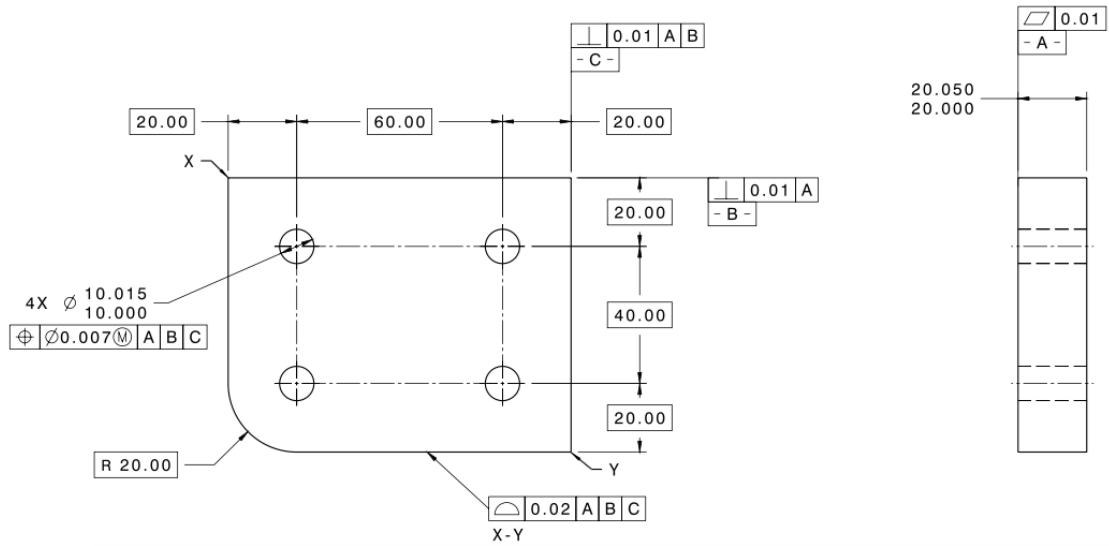 ⟂ 0.01 A B
- C -
⏥ 0.01
- A -
20.050
20.000
20.00 60.00 20.00
X
⟂ 0.01 A
- B -
20.00
4X ⌀ 10.015
10.000
⌖ ⌀0.007Ⓜ A B C
40.00
20.00
R 20.00
Y
⌓ 0.02 A B C
X-Y